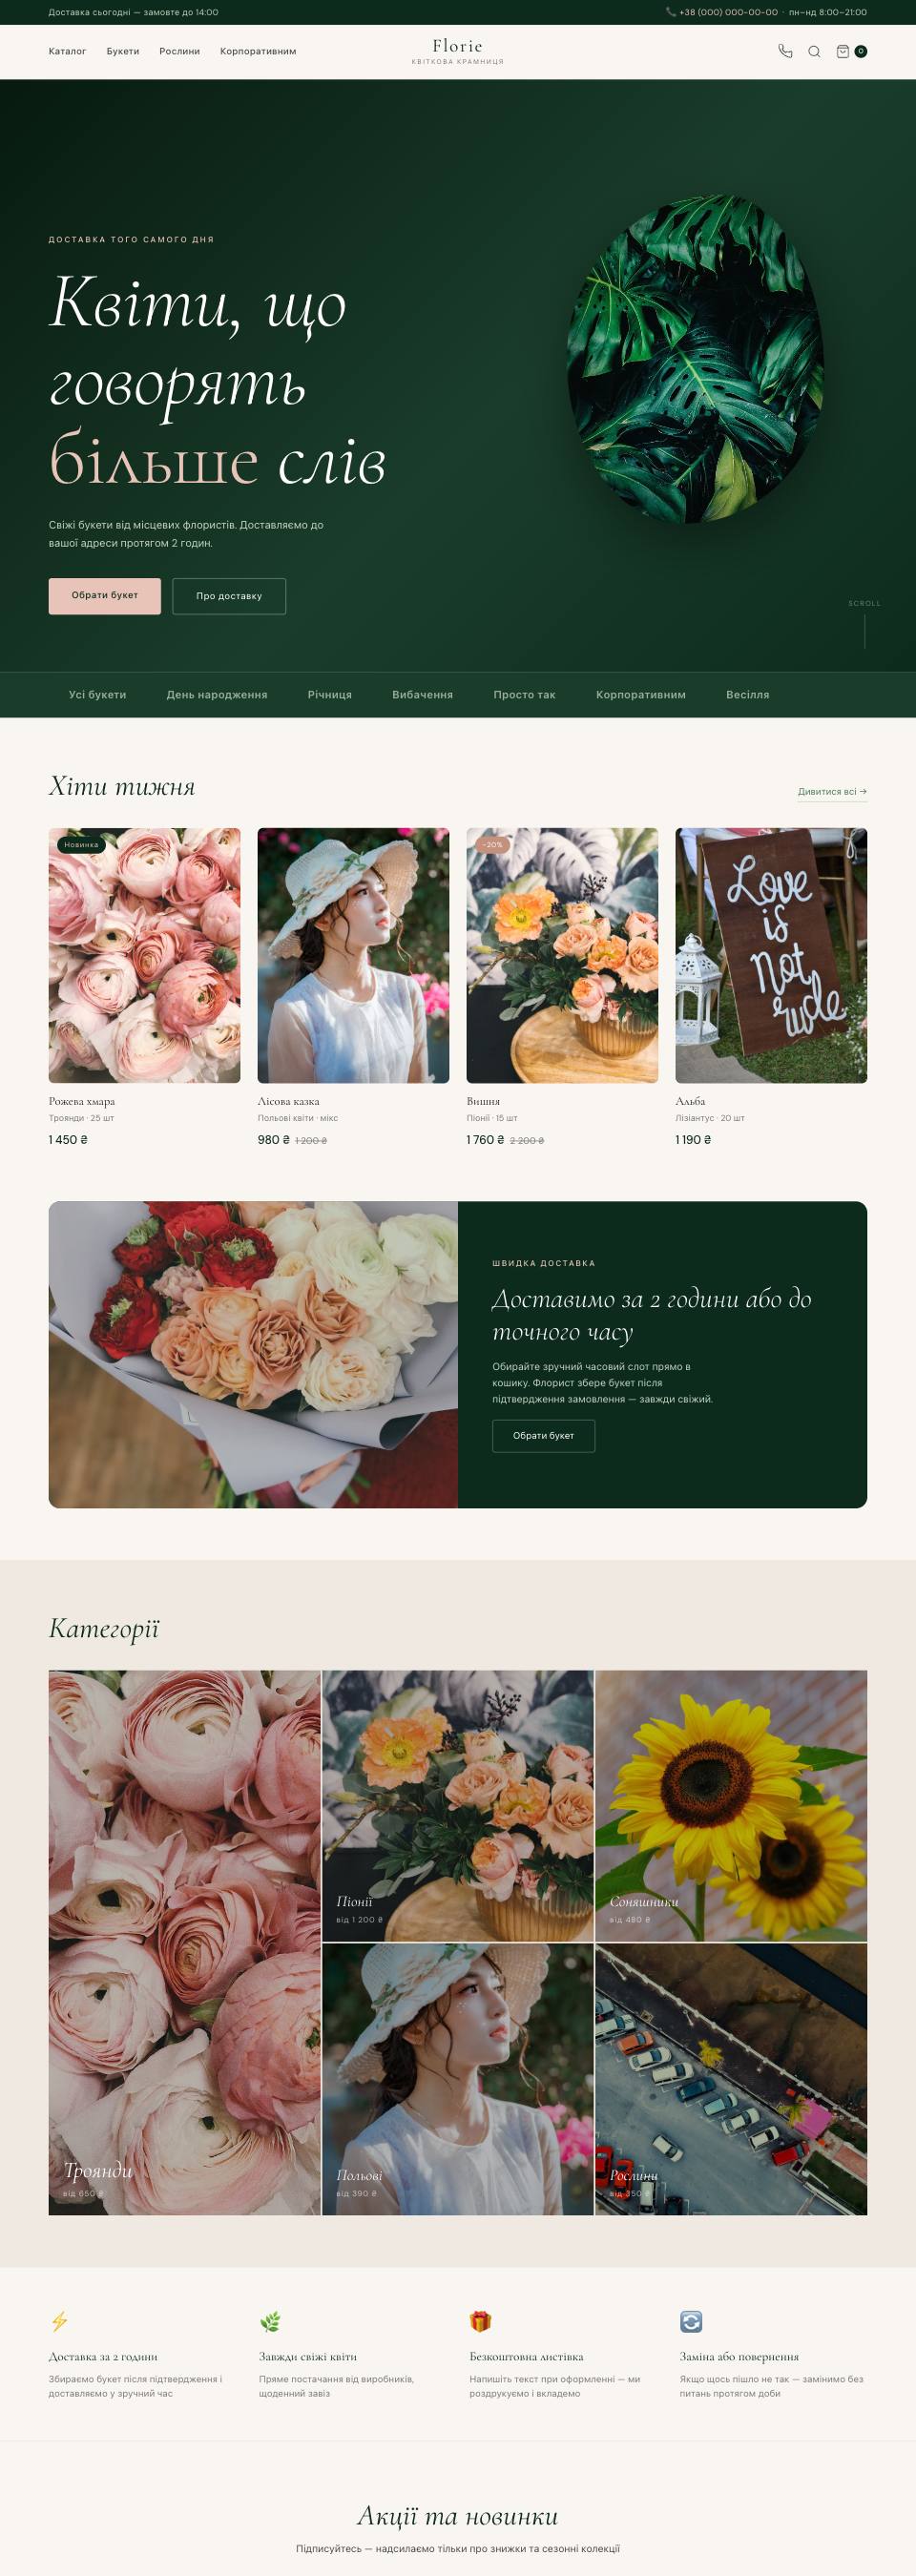 Доставка сьогодні — замовте до 14:00
📞 +38 (000) 000-00-00 · пн–нд 8:00–21:00
Каталог Букети Рослини Корпоративним
Florie
КВІТКОВА КРАМНИЦЯ
0
ДОСТАВКА ТОГО САМОГО ДНЯ
Квіти, що
говорять
більше слів
Свіжі букети від місцевих флористів. Доставляємо до
вашої адреси протягом 2 годин.
Обрати букет
Про доставку
SCROLL
Усі букети День народження Річниця Вибачення Просто так Корпоративним Весілля
Хіти тижня
Дивитися всі →
Новинка
−20%
Love
is
Not
rude
Рожева хмара
Троянди · 25 шт
1 450 ₴
Лісова казка
Польові квіти · мікс
980 ₴ 1 200 ₴
Вишня
Піонії · 15 шт
1 760 ₴ 2 200 ₴
Альба
Лізіантус · 20 шт
1 190 ₴
ШВИДКА ДОСТАВКА
Доставимо за 2 години або до
точного часу
Обирайте зручний часовий слот прямо в
кошику. Флорист збере букет після
підтвердження замовлення — завжди свіжий.
Обрати букет
Категорії
Піонії
від 1 200 ₴
Соняшники
від 480 ₴
Троянди
від 650 ₴
Польові
від 390 ₴
Рослини
від 350 ₴
Доставка за 2 години
Збираємо букет після підтвердження і
доставляємо у зручний час
Завжди свіжі квіти
Пряме постачання від виробників,
щоденний завіз
Безкоштовна листівка
Напишіть текст при оформленні — ми
роздрукуємо і вкладемо
Заміна або повернення
Якщо щось пішло не так — замінимо без
питань протягом доби
Акції та новинки
Підписуйтесь — надсилаємо тільки про знижки та сезонні колекції